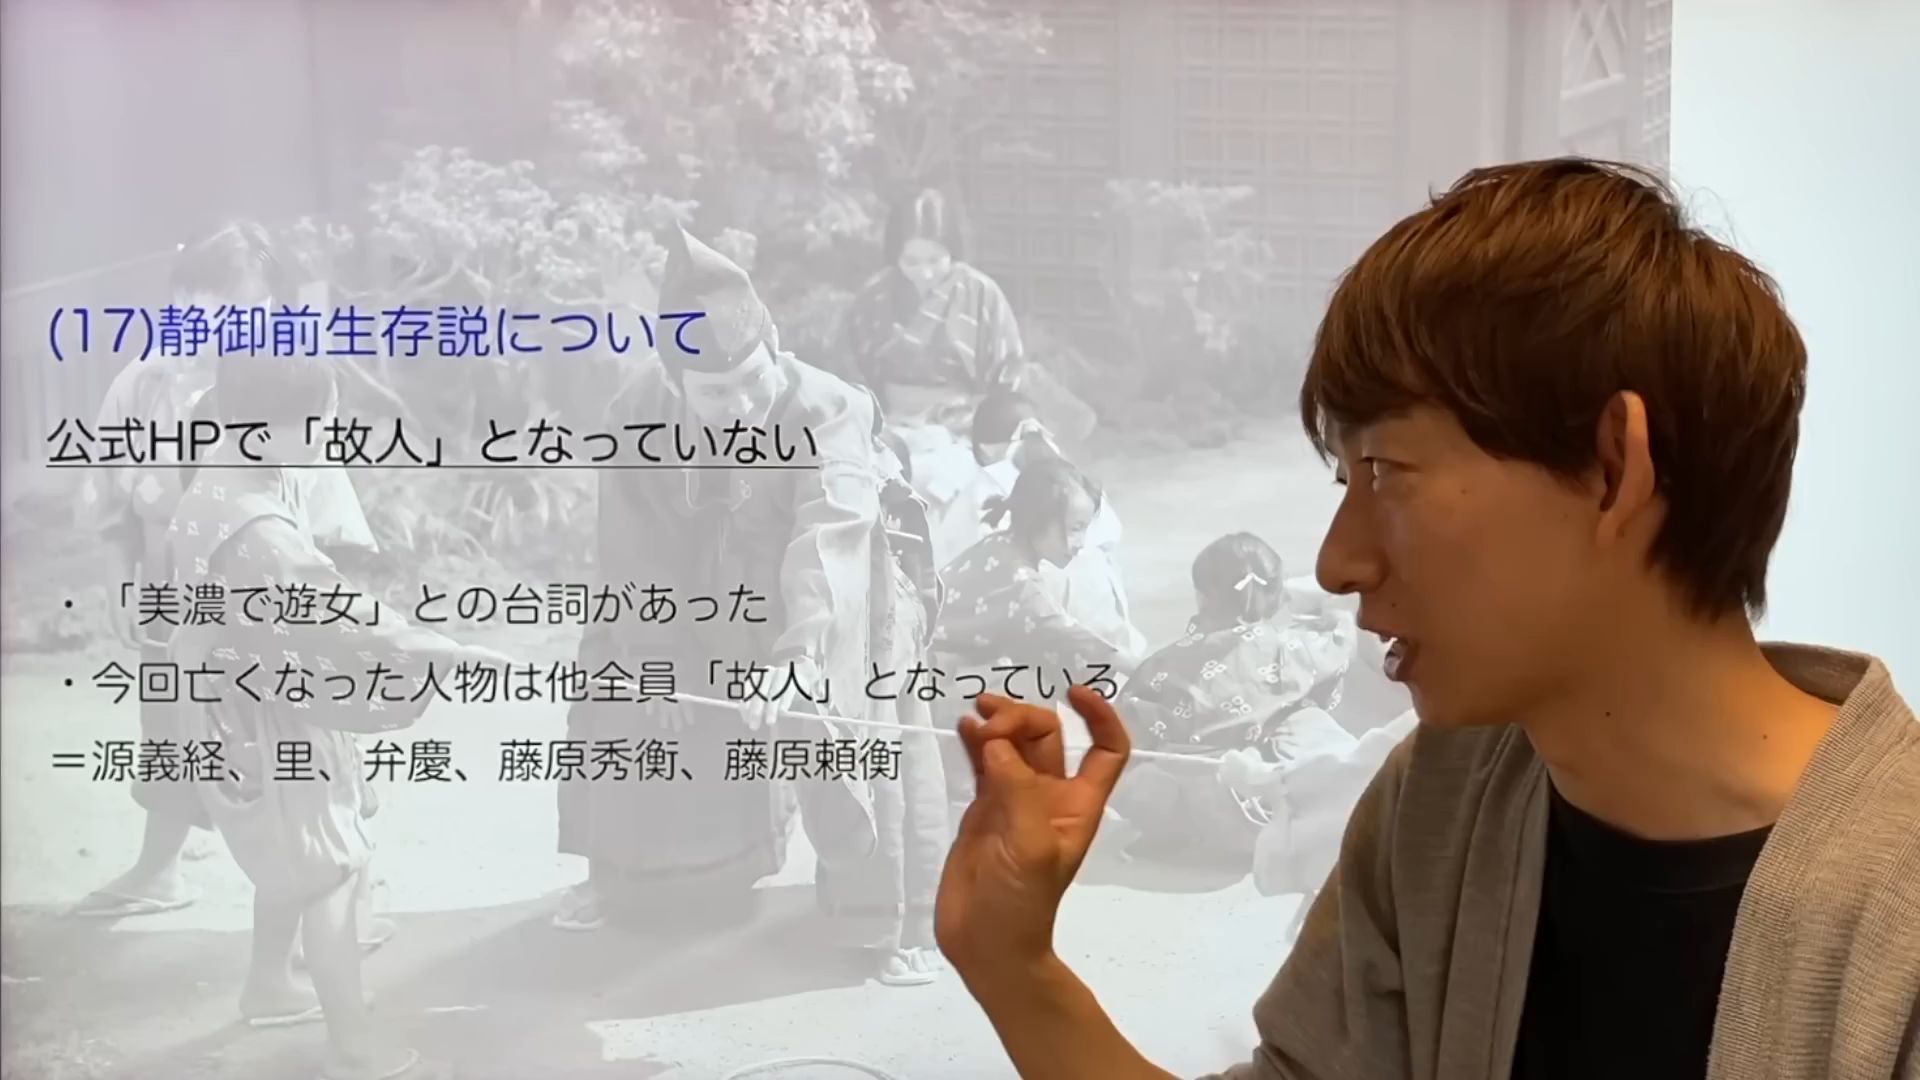 (17)静御前生存説について
公式HPで「故人」となっていない
・「美濃で遊女」との台詞があった
・今回亡くなった人物は他全員「故人」となっている
＝源義経、里、弁慶、藤原秀衡、藤原頼衡